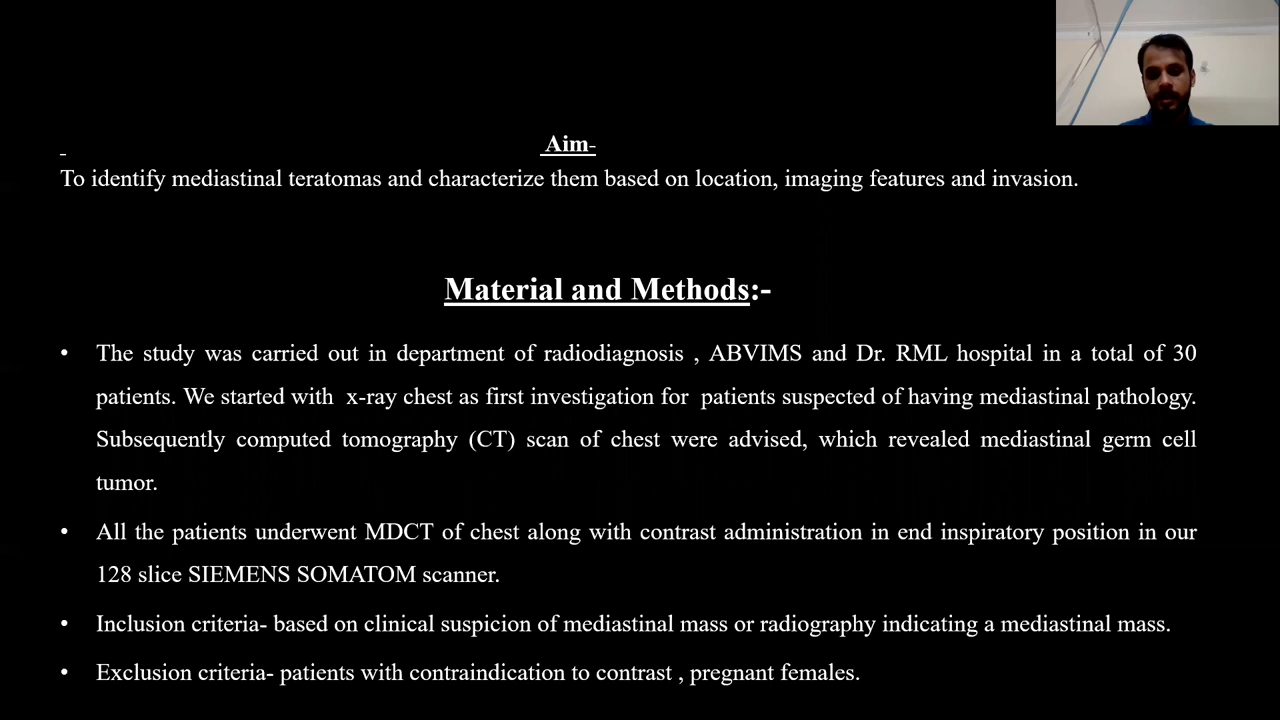 Aim-
To identify mediastinal teratomas and characterize them based on location, imaging features and invasion.
Material and Methods:-
• The study was carried out in department of radiodiagnosis , ABVIMS and Dr. RML hospital in a total of 30
patients. We started with x-ray chest as first investigation for patients suspected of having mediastinal pathology.
Subsequently computed tomography (CT) scan of chest were advised, which revealed mediastinal germ cell
tumor.
• All the patients underwent MDCT of chest along with contrast administration in end inspiratory position in our
128 slice SIEMENS SOMATOM scanner.
• Inclusion criteria- based on clinical suspicion of mediastinal mass or radiography indicating a mediastinal mass.
• Exclusion criteria- patients with contraindication to contrast , pregnant females.